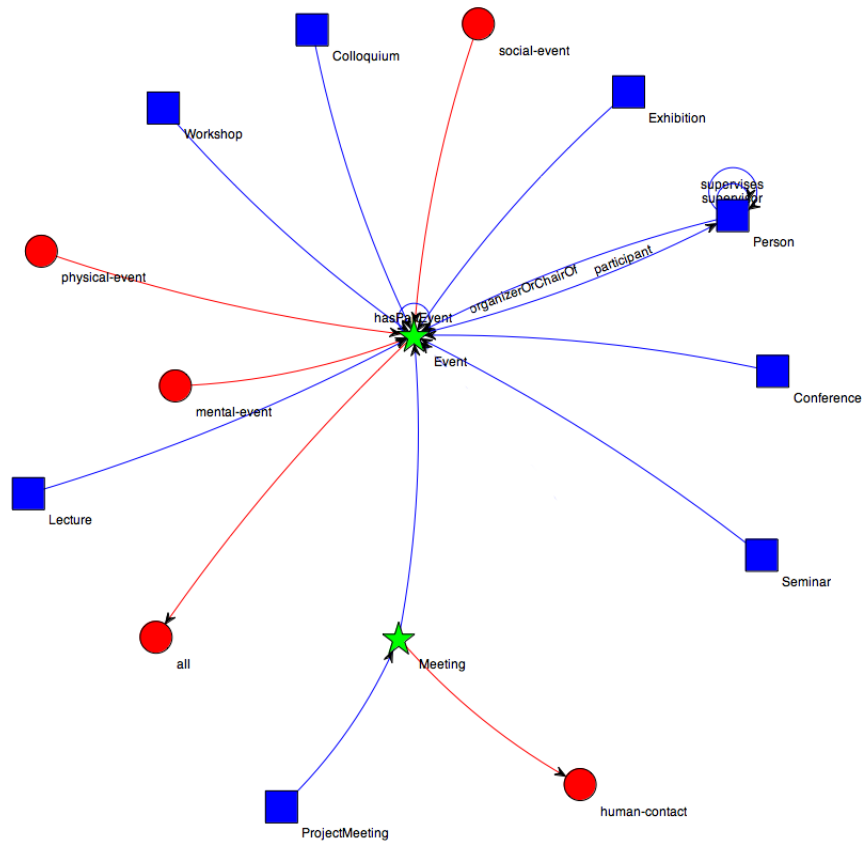 Colloquium
social-event
Exhibition
Workshop
supervises
supervisor
Person
physical-event
organizerOrChairOf
participant
hasPartEvent
Event
Conference
mental-event
Lecture
Seminar
all
Meeting
human-contact
ProjectMeeting